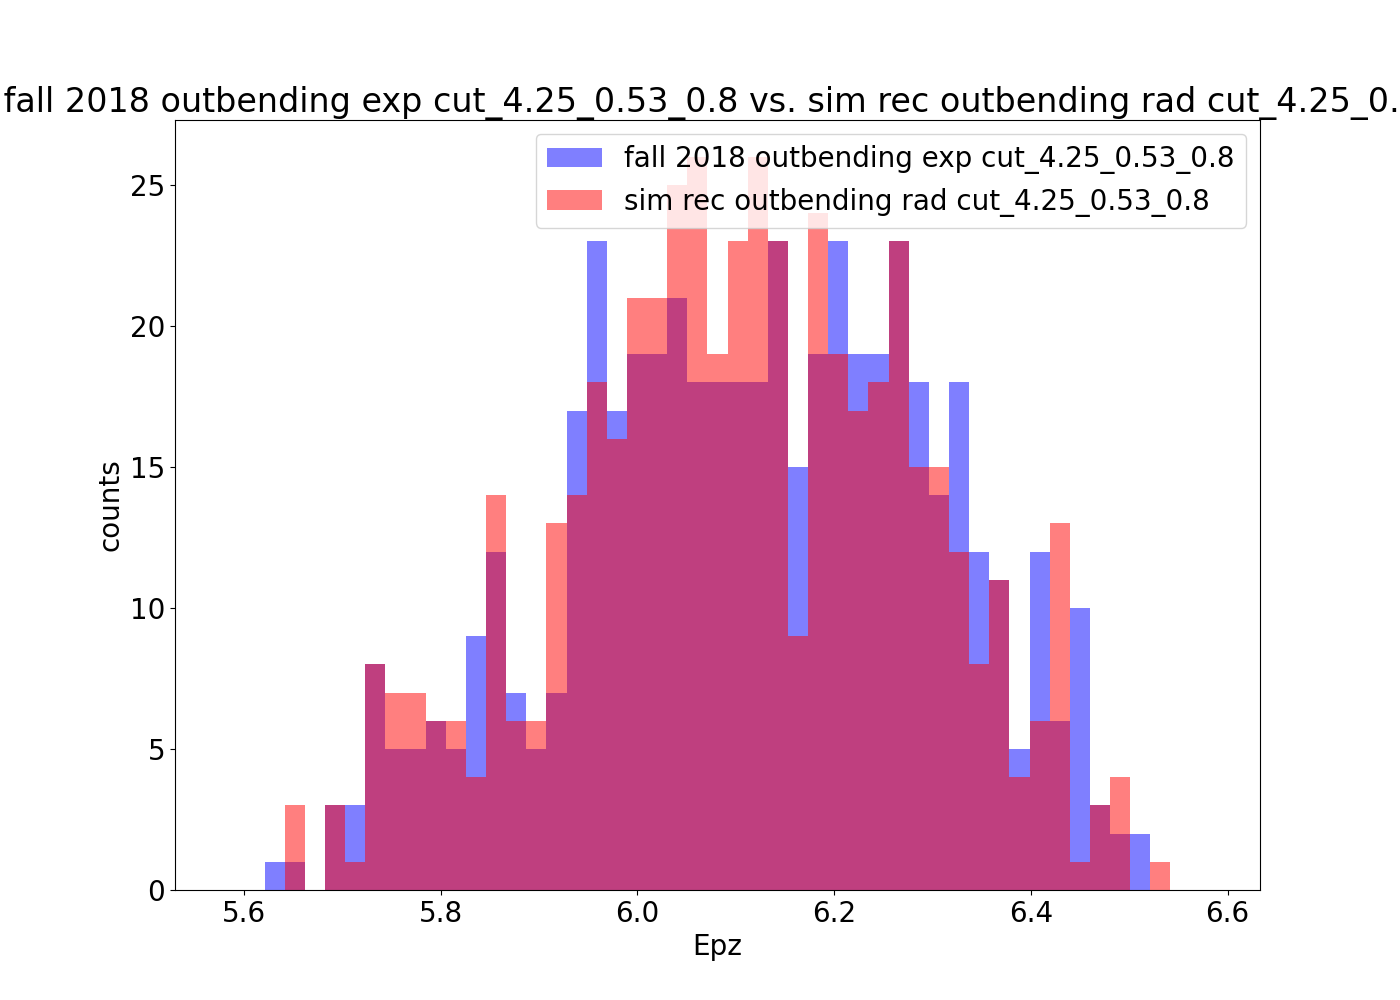 fall 2018 outbending exp cut_4.25_0.53_0.8 vs. sim rec outbending rad cut_4.25_0.
fall 2018 outbending exp cut_4.25_0.53_0.8
sim rec outbending rad cut_4.25_0.53_0.8
25
20
15
10
5
0
counts
5.6 5.8 6.0 6.2 6.4 6.6
Epz